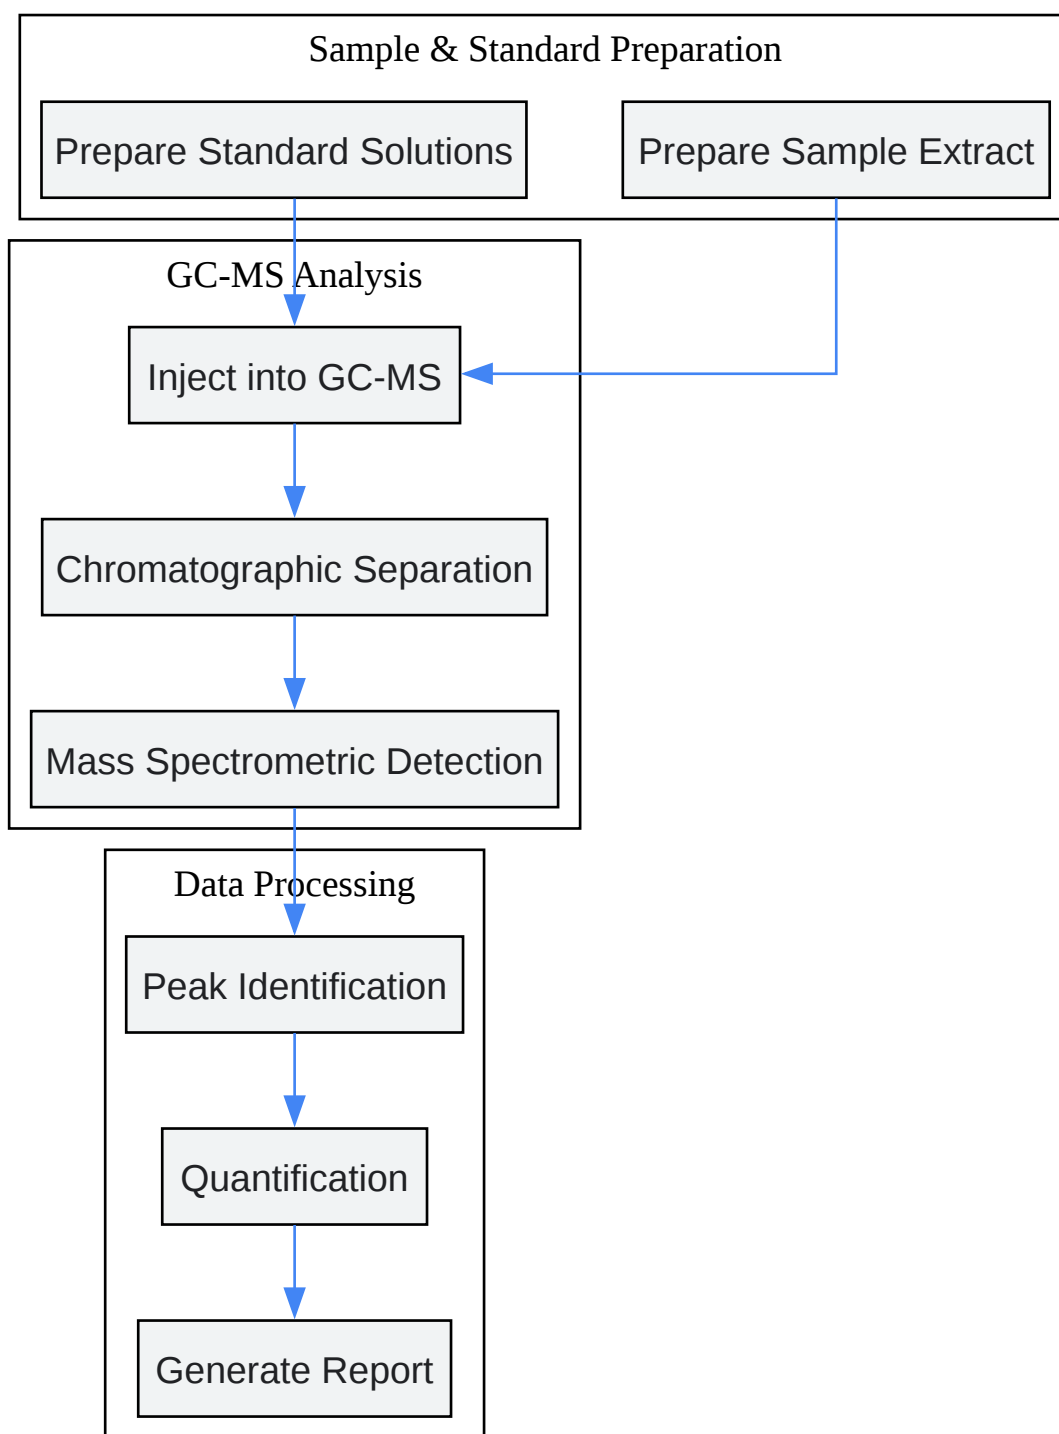 Sample & Standard Preparation
Prepare Standard Solutions
Prepare Sample Extract
GC-MS Analysis
Inject into GC-MS
Chromatographic Separation
Mass Spectrometric Detection
Data Processing
Peak Identification
Quantification
Generate Report